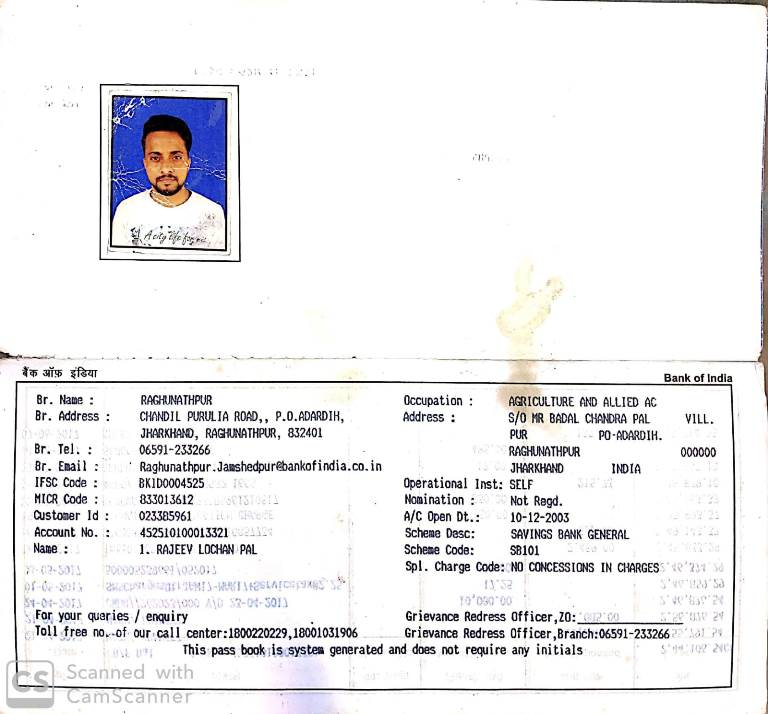 A city life for me
बैंक ऑफ़ इंडिया
Bank of India
Br. Name : RAGHUNATHPUR
Br. Address : CHANDIL PURULIA ROAD,, P.O.ADARDIH,
JHARKHAND, RAGHUNATHPUR, 832401
Br. Tel. : 06591-233266
Br. Email : Raghunathpur.Jamshedpur@bankofindia.co.in
IFSC Code : BKID0004525
MICR Code : 833013612
Customer Id : 023385961
Account No. : 452510100013321
Name : 1. RAJEEV LOCHAN PAL
Occupation : AGRICULTURE AND ALLIED AC
Address : S/O MR BADAL CHANDRA PAL VILL.
PUR PO-ADARDIH.
RAGHUNATHPUR 000000
JHARKHAND INDIA
Operational Inst: SELF
Nomination : Not Regd.
A/C Open Dt.: 10-12-2003
Scheme Desc: SAVINGS BANK GENERAL
Scheme Code: SB101
Spl. Charge Code: NO CONCESSIONS IN CHARGES
For your queries / enquiry
Toll free no. of our call center:1800220229,18001031906
Grievance Redress Officer,ZO:
Grievance Redress Officer,Branch:06591-233266
This pass book is system generated and does not require any initials
CS Scanned with
CamScanner